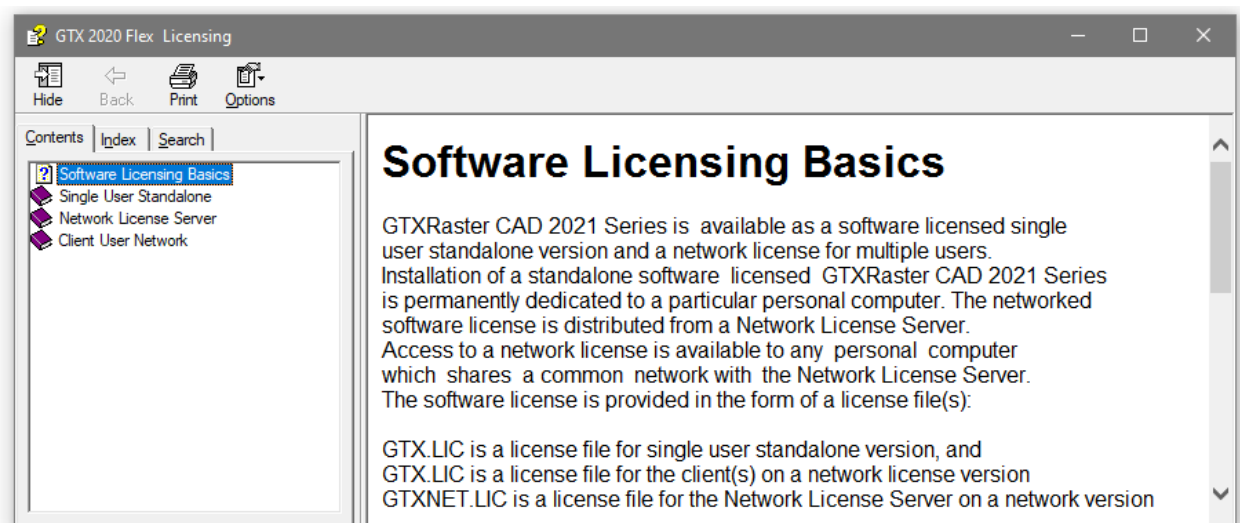 GTX 2020 Flex Licensing
Hide Back Print Options
Contents Index Search
Software Licensing Basics
Single User Standalone
Network License Server
Client User Network
Software Licensing Basics
GTXRaster CAD 2021 Series is available as a software licensed single
user standalone version and a network license for multiple users.
Installation of a standalone software licensed GTXRaster CAD 2021 Series
is permanently dedicated to a particular personal computer. The networked
software license is distributed from a Network License Server.
Access to a network license is available to any personal computer
which shares a common network with the Network License Server.
The software license is provided in the form of a license file(s):
GTX.LIC is a license file for single user standalone version, and
GTX.LIC is a license file for the client(s) on a network license version
GTXNET.LIC is a license file for the Network License Server on a network version